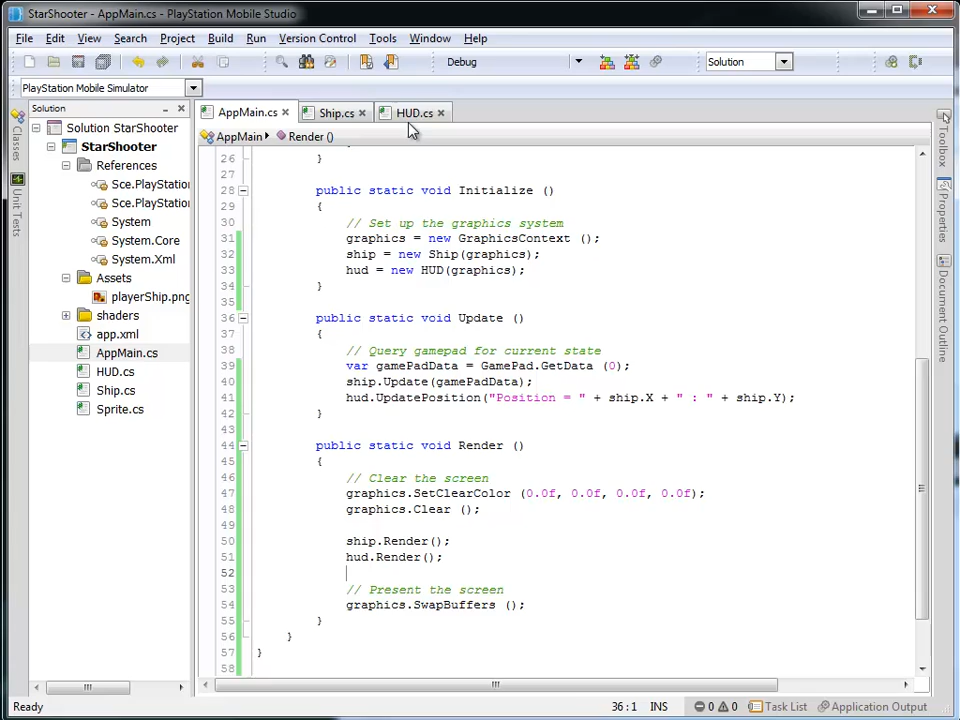 StarShooter - AppMain.cs - PlayStation Mobile Studio
File Edit View Search Project Build Run Version Control Tools Window Help
Debug Solution
PlayStation Mobile Simulator
Solution
AppMain.cs Ship.cs HUD.cs
AppMain Render ()
Classes
Unit Tests
Solution StarShooter
StarShooter
References
Sce.PlayStatio
Sce.PlayStatio
System
System.Core
System.Xml
Assets
playerShip.png
shaders
app.xml
AppMain.cs
HUD.cs
Ship.cs
Sprite.cs
26 }
27
28 public static void Initialize ()
29 {
30 // Set up the graphics system
31 graphics = new GraphicsContext ();
32 ship = new Ship(graphics);
33 hud = new HUD(graphics);
34 }
35
36 public static void Update ()
37 {
38 // Query gamepad for current state
39 var gamePadData = GamePad.GetData (0);
40 ship.Update(gamePadData);
41 hud.UpdatePosition("Position = " + ship.X + " : " + ship.Y);
42 }
43
44 public static void Render ()
45 {
46 // Clear the screen
47 graphics.SetClearColor (0.0f, 0.0f, 0.0f, 0.0f);
48 graphics.Clear ();
49
50 ship.Render();
51 hud.Render();
52
53 // Present the screen
54 graphics.SwapBuffers ();
55 }
56 }
57 }
58
Toolbox
Properties
Document Outline
Ready 36 : 1 INS 0 0 Task List Application Output